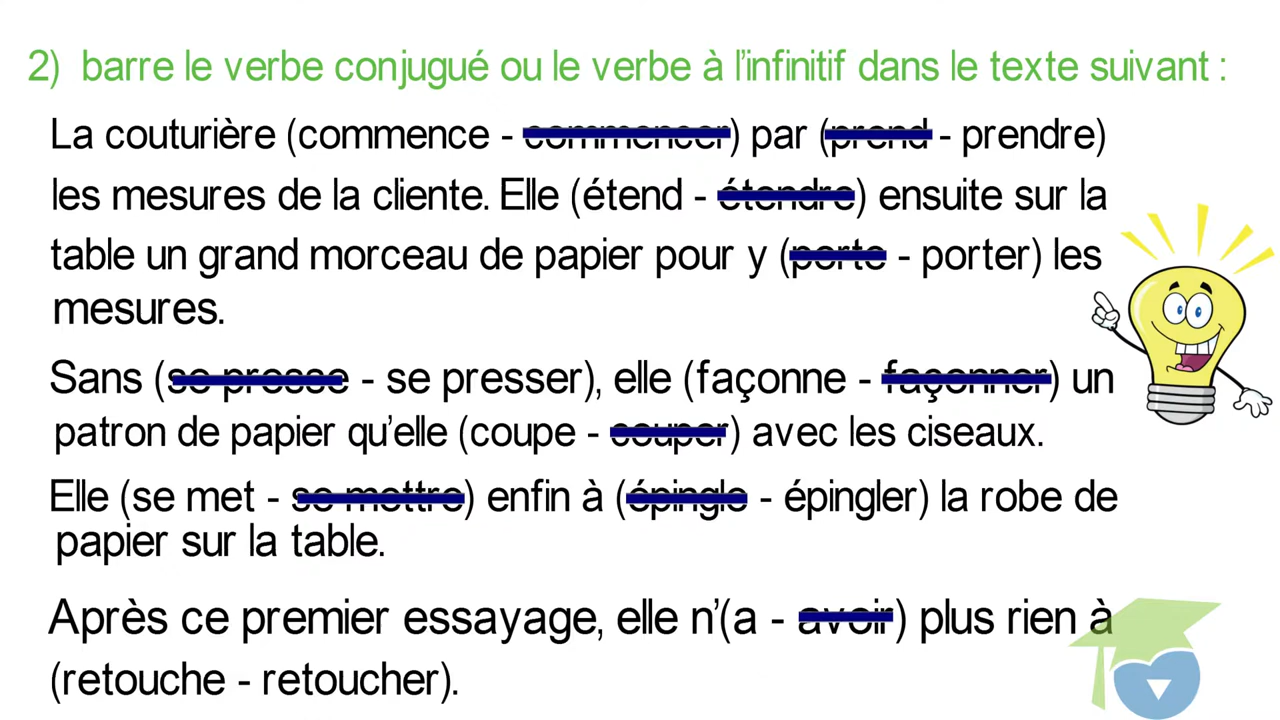 2) barre le verbe conjugué ou le verbe à l'infinitif dans le texte suivant :
La couturière (commence - commencer) par (prend - prendre)
les mesures de la cliente. Elle (étend - étendre) ensuite sur la
table un grand morceau de papier pour y (porte - porter) les
mesures.
Sans (se presse - se presser), elle (façonne - façonner) un
patron de papier qu'elle (coupe - couper) avec les ciseaux.
Elle (se met - se mettre) enfin à (épingle - épingler) la robe de
papier sur la table.
Après ce premier essayage, elle n'(a - avoir) plus rien à
(retouche - retoucher).